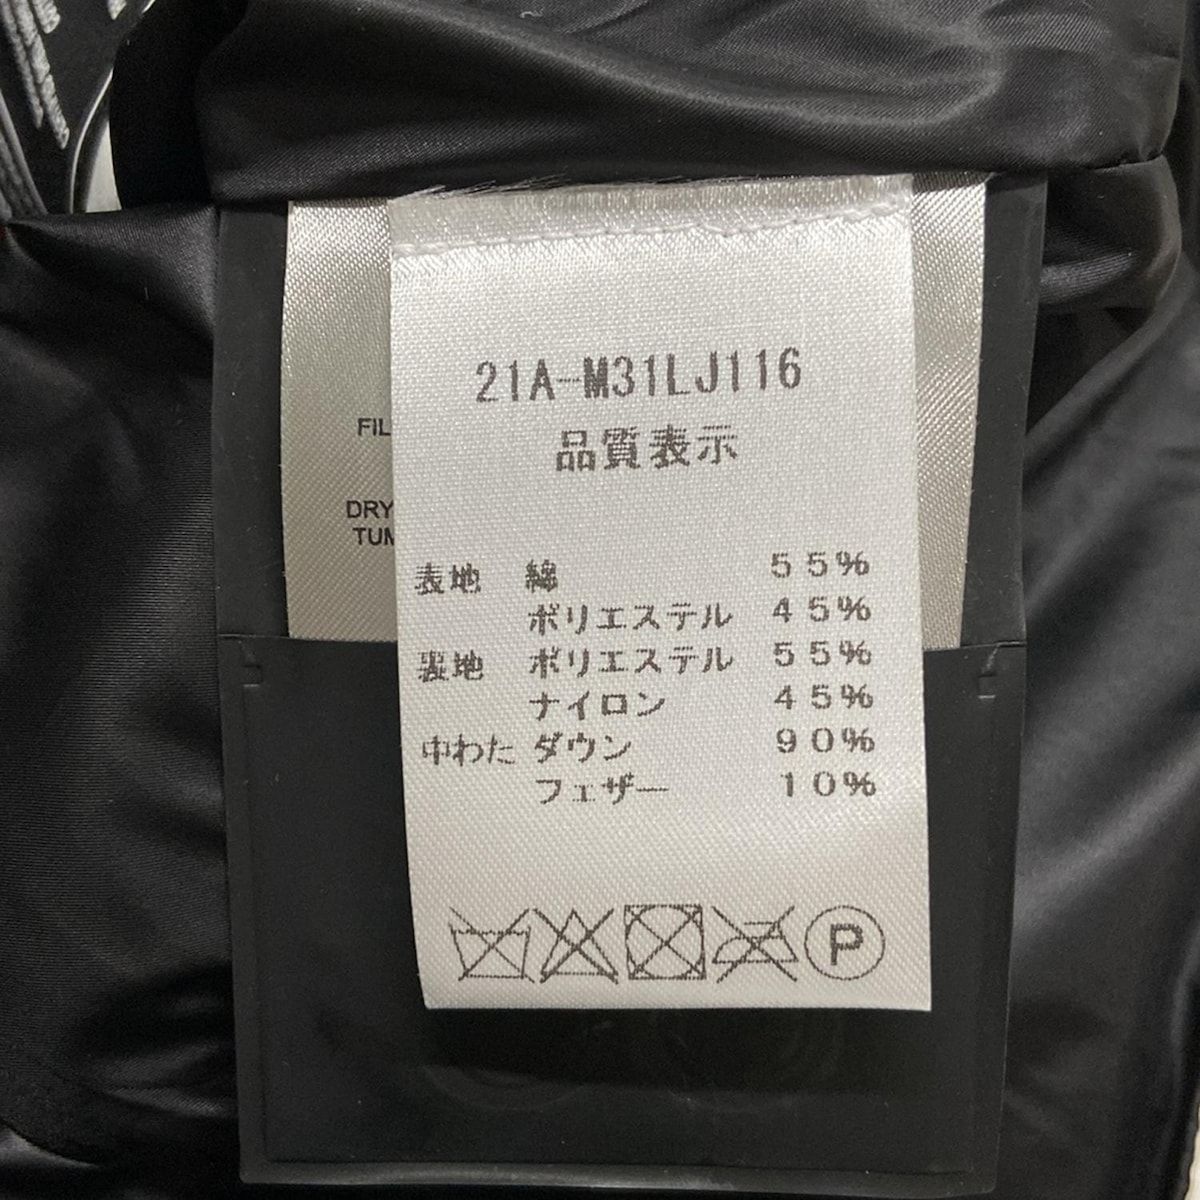 21A-M31LJ116
品質表示
FIL
DRY
TUM
表地 綿 55%
ポリエステル 45%
裏地 ポリエステル 55%
ナイロン 45%
中わた ダウン 90%
フェザー 10%
P